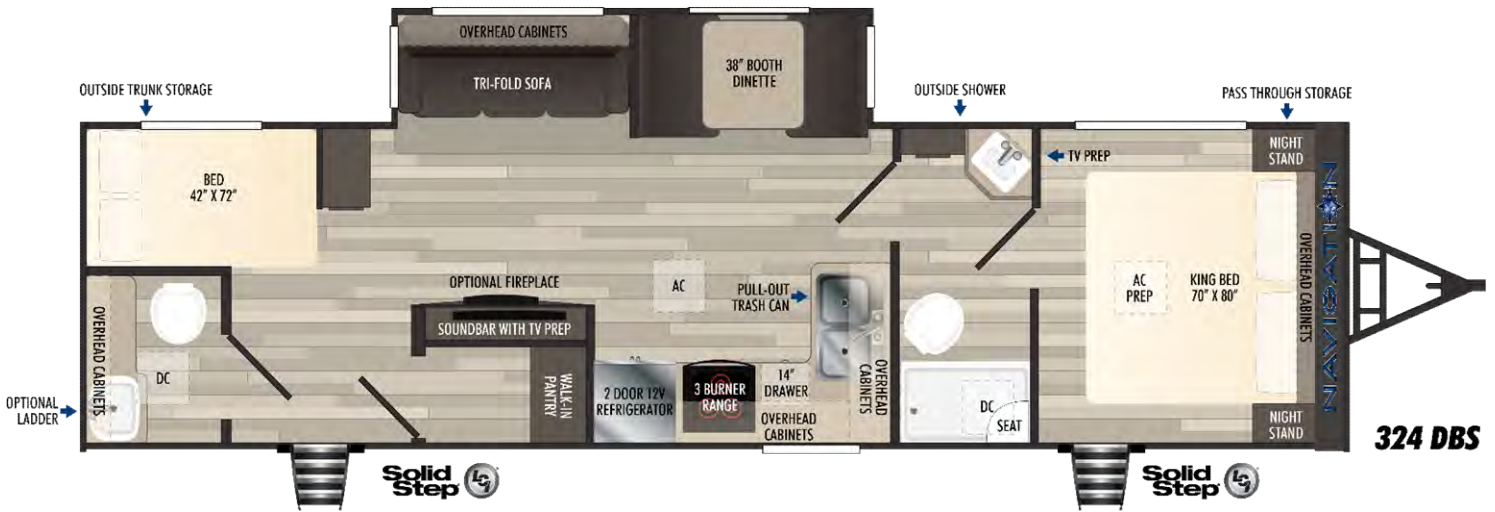 OVERHEAD CABINETS
TRI-FOLD SOFA
38" BOOTH
DINETTE
OUTSIDE TRUNK STORAGE
OUTSIDE SHOWER
PASS THROUGH STORAGE
BED
42" X 72"
TV PREP
NIGHT
STAND
OPTIONAL FIREPLACE
SOUNDBAR WITH TV PREP
AC
PULL-OUT
TRASH CAN
AC
PREP
KING BED
70" X 80"
OVERHEAD CABINETS
NAVIGATION
OVERHEAD CABINETS
DC
OPTIONAL
LADDER
WALK-IN
PANTRY
2 DOOR 12V
REFRIGERATOR
3 BURNER
RANGE
14"
DRAWER
OVERHEAD
CABINETS
OVERHEAD
CABINETS
DC
SEAT
NIGHT
STAND
324 DBS
Solid
Step
LCI
Solid
Step
LCI